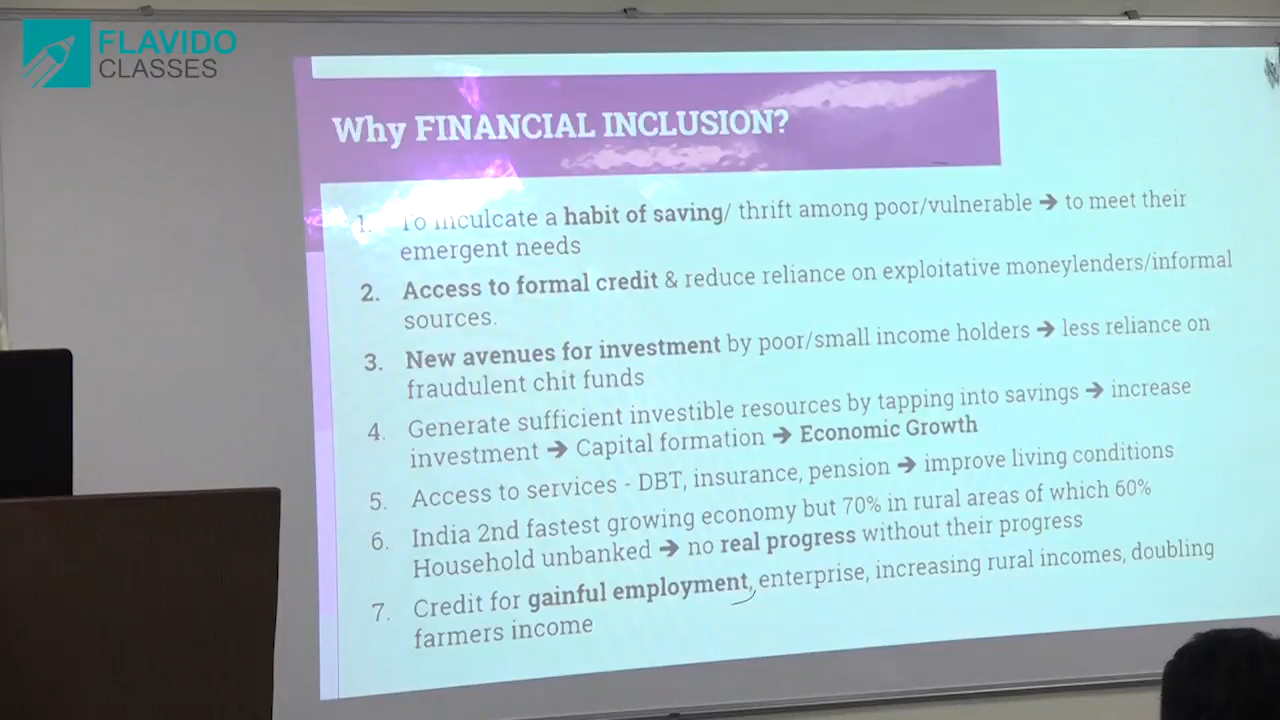 FLAVIDO
CLASSES
Why FINANCIAL INCLUSION?
1. To inculcate a habit of saving/ thrift among poor/vulnerable ➔ to meet their
emergent needs
2. Access to formal credit & reduce reliance on exploitative moneylenders/informal
sources.
3. New avenues for investment by poor/small income holders ➔ less reliance on
fraudulent chit funds
4. Generate sufficient investible resources by tapping into savings ➔ increase
investment ➔ Capital formation ➔ Economic Growth
5. Access to services - DBT, insurance, pension ➔ improve living conditions
6. India 2nd fastest growing economy but 70% in rural areas of which 60%
Household unbanked ➔ no real progress without their progress
7. Credit for gainful employment, enterprise, increasing rural incomes, doubling
farmers income